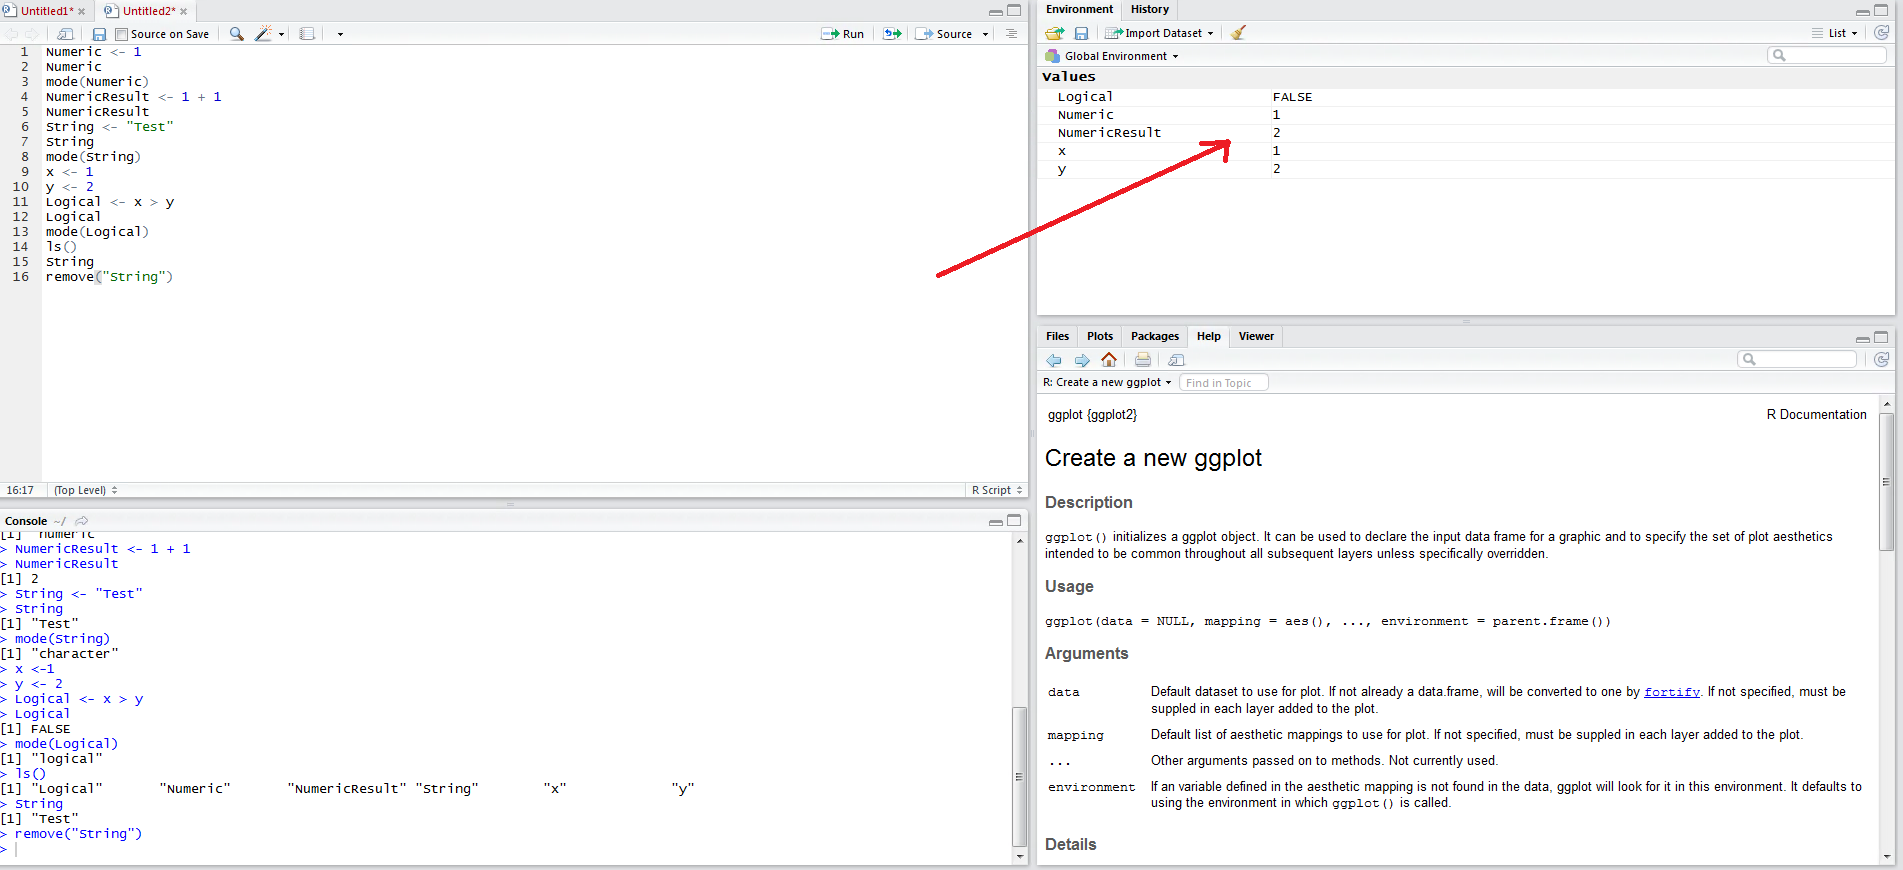 Untitled1* × Untitled2* ×
Source on Save Run Source
1 Numeric <- 1
2 Numeric
3 mode(Numeric)
4 NumericResult <- 1 + 1
5 NumericResult
6 String <- "Test"
7 String
8 mode(String)
9 x <- 1
10 y <- 2
11 Logical <- x > y
12 Logical
13 mode(Logical)
14 ls()
15 String
16 remove("String")
16:17 (Top Level) R Script
Console ~/
[1] "numeric"
> NumericResult <- 1 + 1
> NumericResult
[1] 2
> String <- "Test"
> String
[1] "Test"
> mode(String)
[1] "character"
> x <-1
> y <- 2
> Logical <- x > y
> Logical
[1] FALSE
> mode(Logical)
[1] "logical"
> ls()
[1] "Logical" "Numeric" "NumericResult" "String" "x" "y"
> String
[1] "Test"
> remove("String")
>
Environment History
Import Dataset List
Global Environment
Values
Logical FALSE
Numeric 1
NumericResult 2
x 1
y 2
Files Plots Packages Help Viewer
R: Create a new ggplot Find in Topic
ggplot {ggplot2} R Documentation
Create a new ggplot
Description
ggplot() initializes a ggplot object. It can be used to declare the input data frame for a graphic and to specify the set of plot aesthetics
intended to be common throughout all subsequent layers unless specifically overridden.
Usage
ggplot(data = NULL, mapping = aes(), ..., environment = parent.frame())
Arguments
data Default dataset to use for plot. If not already a data.frame, will be converted to one by fortify. If not specified, must be
suppled in each layer added to the plot.
mapping Default list of aesthetic mappings to use for plot. If not specified, must be suppled in each layer added to the plot.
... Other arguments passed on to methods. Not currently used.
environment If an variable defined in the aesthetic mapping is not found in the data, ggplot will look for it in this environment. It defaults to
using the environment in which ggplot() is called.
Details